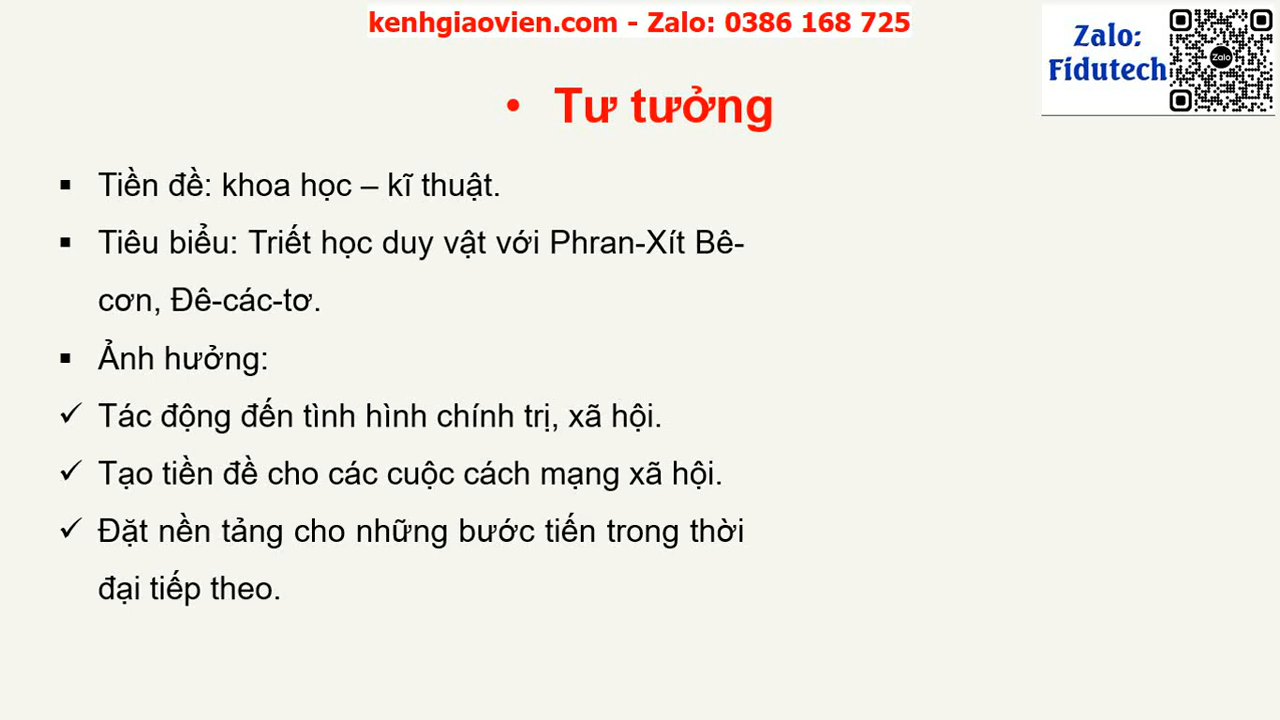 kenhgiaovien.com - Zalo: 0386 168 725
Zalo:
Fidutech
Zalo
• Tư tưởng
▪ Tiền đề: khoa học – kĩ thuật.
▪ Tiêu biểu: Triết học duy vật với Phran-Xít Bê-
cơn, Đê-các-tơ.
▪ Ảnh hưởng:
✓ Tác động đến tình hình chính trị, xã hội.
✓ Tạo tiền đề cho các cuộc cách mạng xã hội.
✓ Đặt nền tảng cho những bước tiến trong thời
đại tiếp theo.